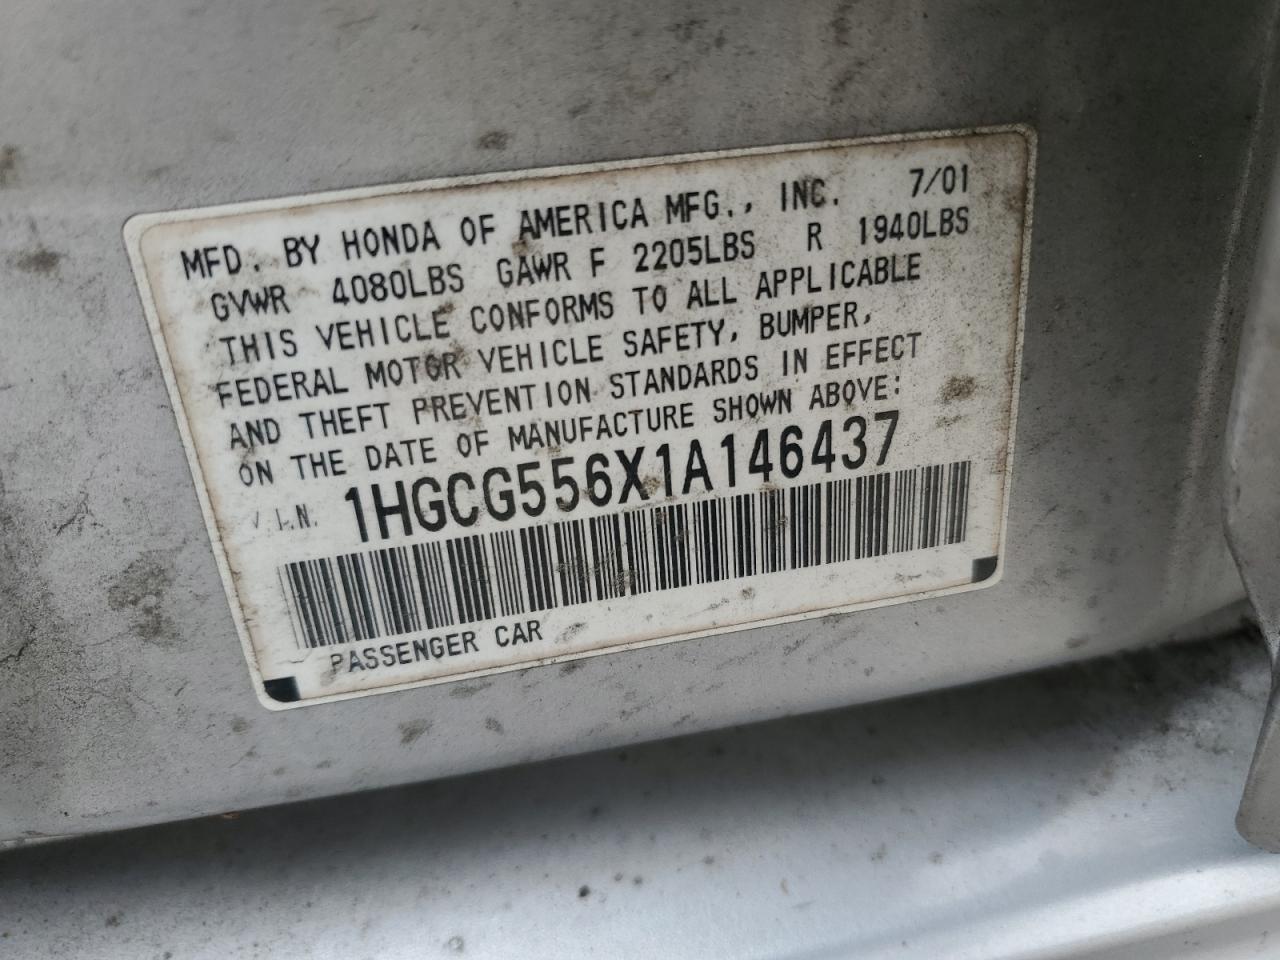 MFD. BY HONDA OF AMERICA MFG., INC. 7/01
GVWR 4080LBS GAWR F 2205LBS R 1940LBS
THIS VEHICLE CONFORMS TO ALL APPLICABLE
FEDERAL MOTOR VEHICLE SAFETY, BUMPER,
AND THEFT PREVENTION STANDARDS IN EFFECT
ON THE DATE OF MANUFACTURE SHOWN ABOVE:
V.I.N. 1HGCG556X1A146437
PASSENGER CAR